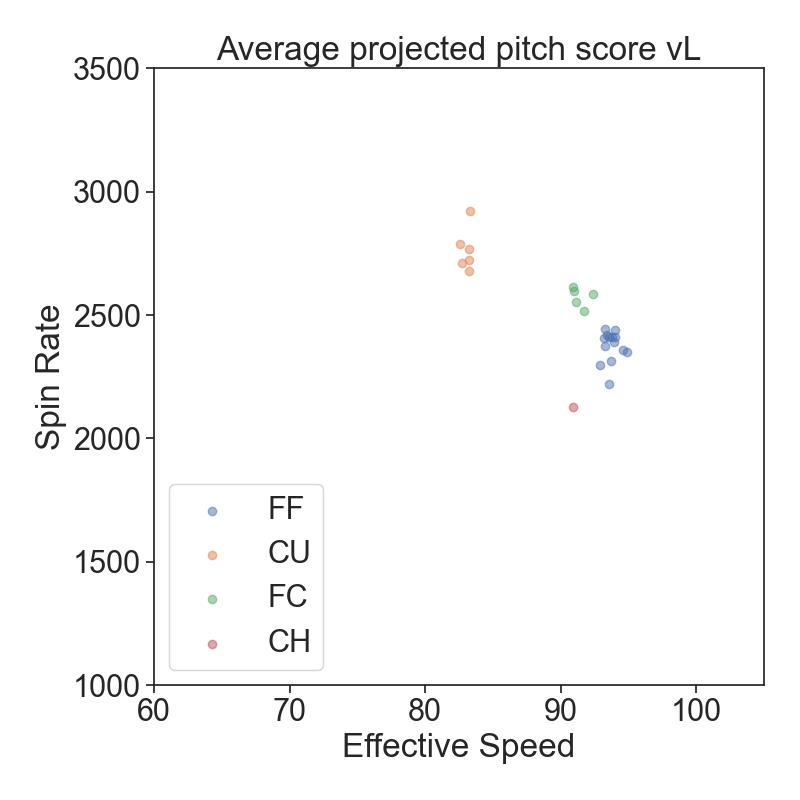 Average projected pitch score vL
3500
3000
2500
2000
1500
1000
Spin Rate
FF
CU
FC
CH
60 70 80 90 100
Effective Speed